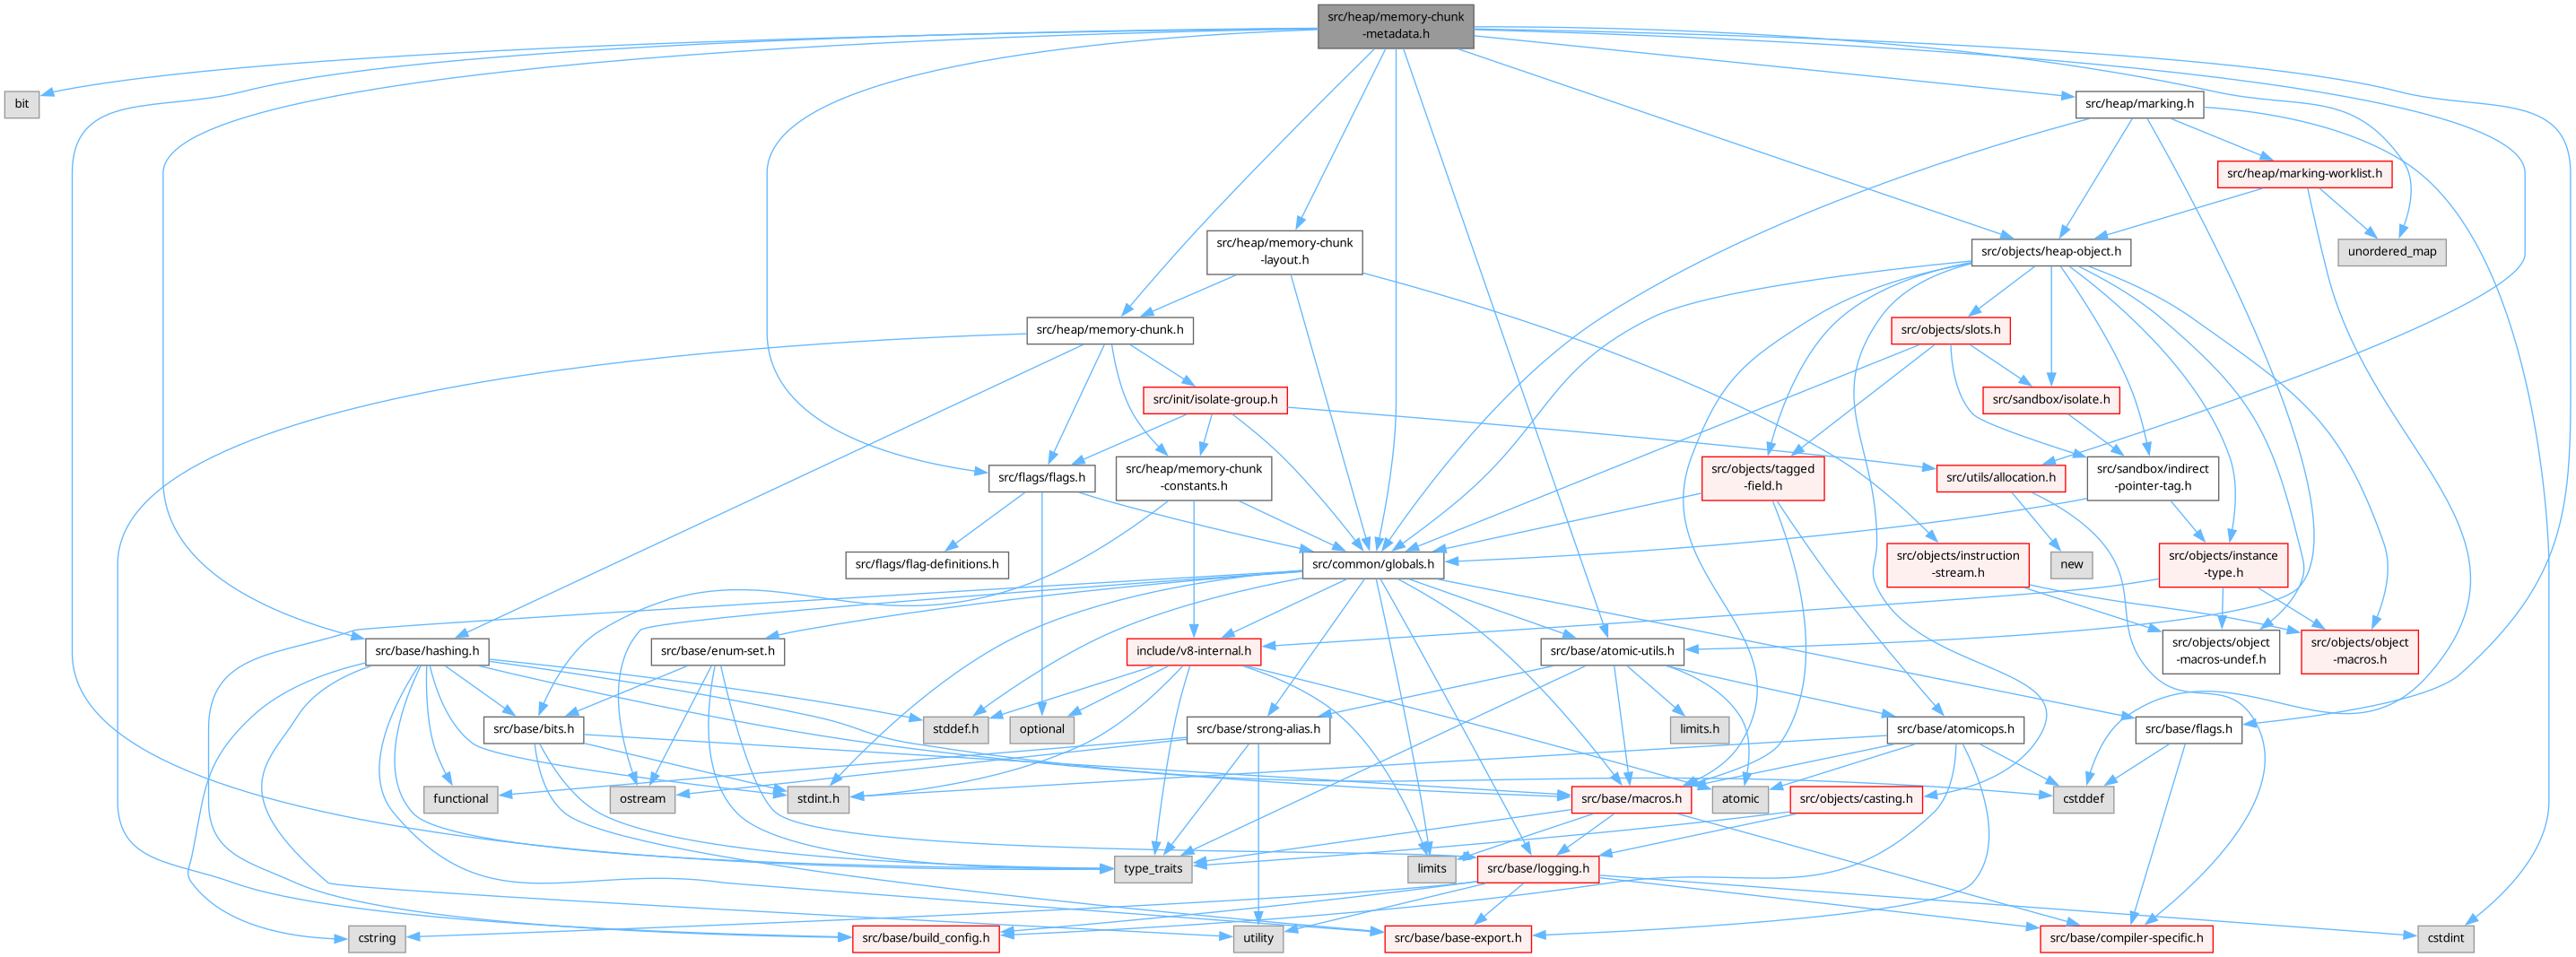 src/heap/memory-chunk
-metadata.h
bit
src/heap/marking.h
src/heap/marking-worklist.h
src/heap/memory-chunk
-layout.h
src/objects/heap-object.h
unordered_map
src/heap/memory-chunk.h
src/objects/slots.h
src/init/isolate-group.h
src/sandbox/isolate.h
src/flags/flags.h
src/heap/memory-chunk
-constants.h
src/objects/tagged
-field.h
src/utils/allocation.h
src/sandbox/indirect
-pointer-tag.h
src/flags/flag-definitions.h
src/common/globals.h
src/objects/instruction
-stream.h
new
src/objects/instance
-type.h
src/base/hashing.h
src/base/enum-set.h
include/v8-internal.h
src/base/atomic-utils.h
src/objects/object
-macros-undef.h
src/objects/object
-macros.h
src/base/bits.h
stddef.h
optional
src/base/strong-alias.h
limits.h
src/base/atomicops.h
src/base/flags.h
functional
ostream
stdint.h
src/base/macros.h
atomic
src/objects/casting.h
cstddef
type_traits
limits
src/base/logging.h
cstring
src/base/build_config.h
utility
src/base/base-export.h
src/base/compiler-specific.h
cstdint